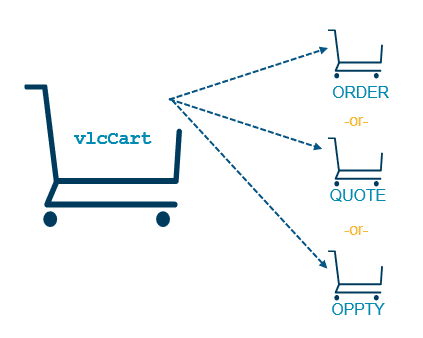 vlcCart
ORDER
-or-
QUOTE
-or-
OPPTY